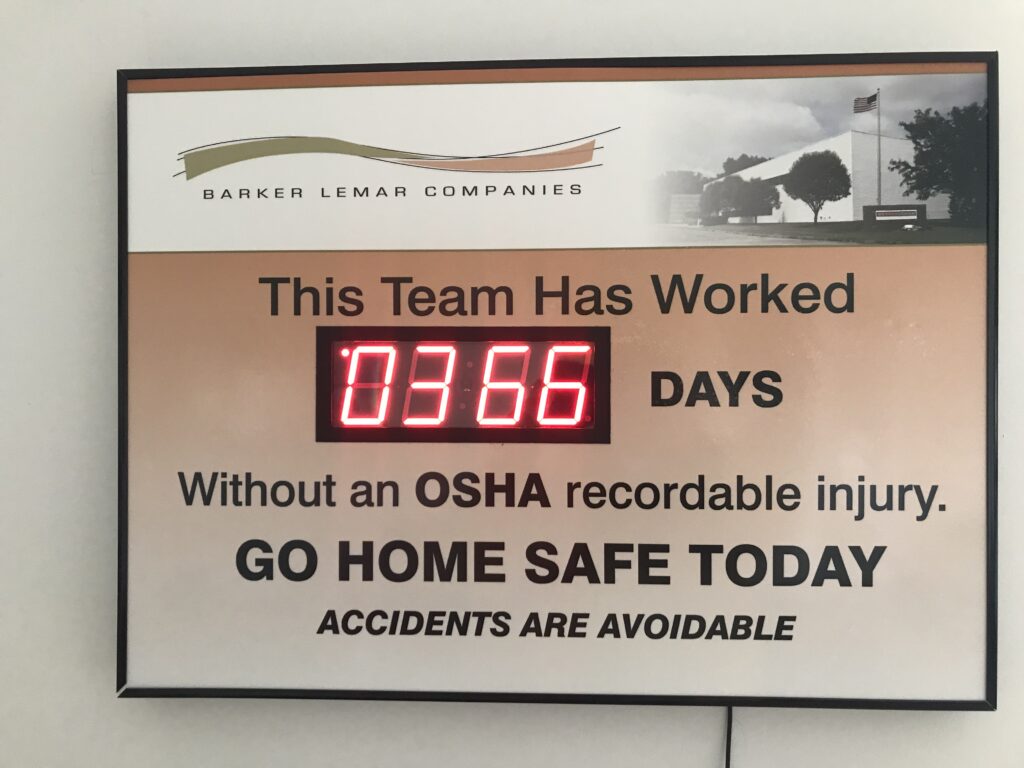 BARKER LEMAR COMPANIES
This Team Has Worked
0366 DAYS
Without an OSHA recordable injury.
GO HOME SAFE TODAY
ACCIDENTS ARE AVOIDABLE